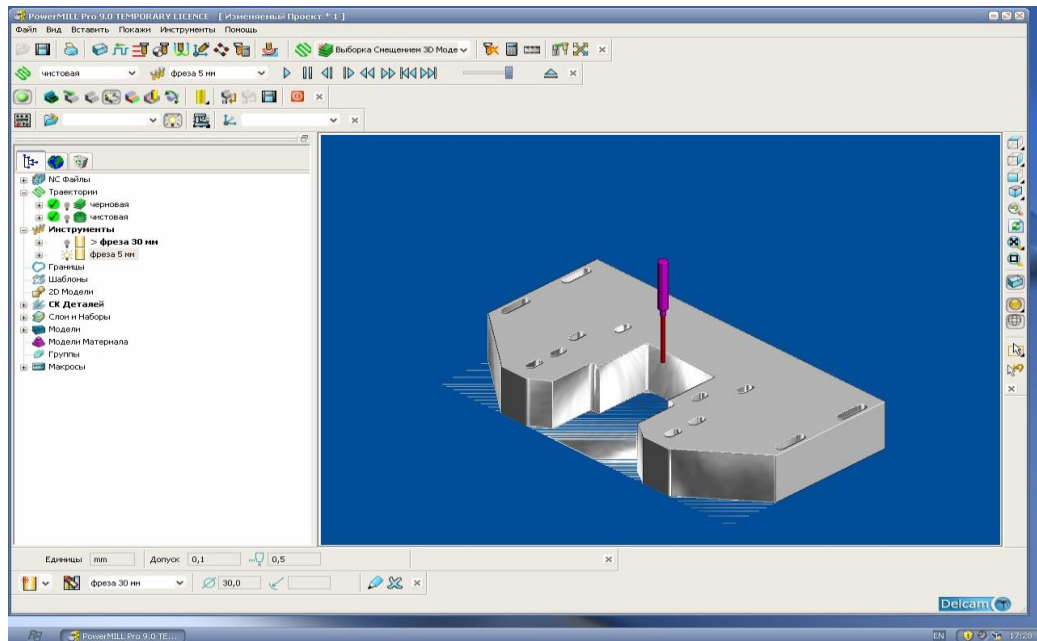 PowerMILL Pro 9.0 TEMPORARY LICENCE [ Изменяемый Проект * 1 ]
Файл Вид Вставить Покажи Инструменты Помощь
Выборка Смещением 3D Моде
чистовая фреза 5 мм
NC Файлы
Траектории
черновая
чистовая
Инструменты
> фреза 30 мм
фреза 5 мм
Границы
Шаблоны
2D Модели
СК Деталей
Слои и Наборы
Модели
Модели Материала
Группы
Макросы
Единицы mm Допуск 0,1 0,5
фреза 30 мм 30,0
Delcam
PowerMILL Pro 9.0 TE... EN 17:28